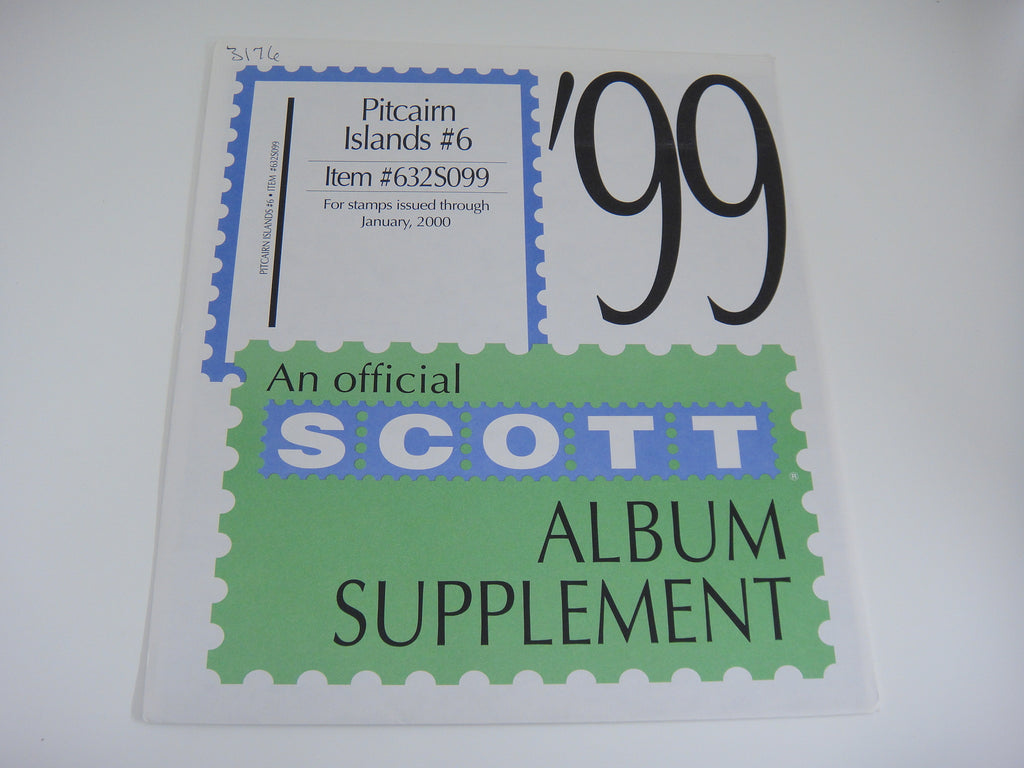 3176
Pitcairn
Islands #6
Item #632S099
For stamps issued through
January, 2000
PITCAIRN ISLANDS #6 • ITEM #632S099
'99
An official
SCOTT®
ALBUM
SUPPLEMENT